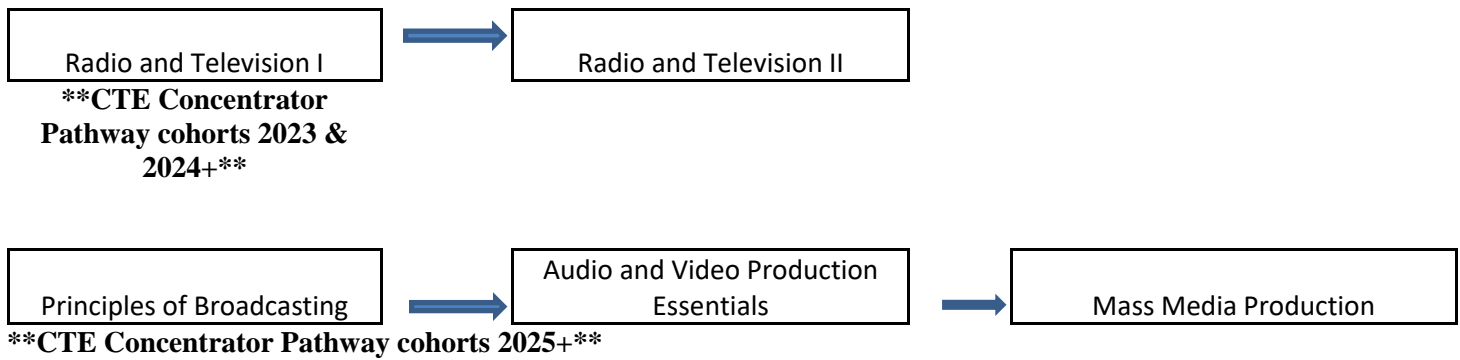 Radio and Television I
Radio and Television II
**CTE Concentrator
Pathway cohorts 2023 &
2024+**
Principles of Broadcasting
Audio and Video Production
Essentials
Mass Media Production
**CTE Concentrator Pathway cohorts 2025+**